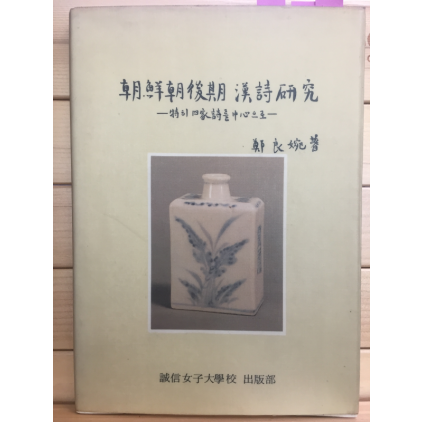 朝鮮朝後期 漢詩研究
—特히 四家詩를 中心으로—
鄭良婉 著
誠信女子大學校 出版部